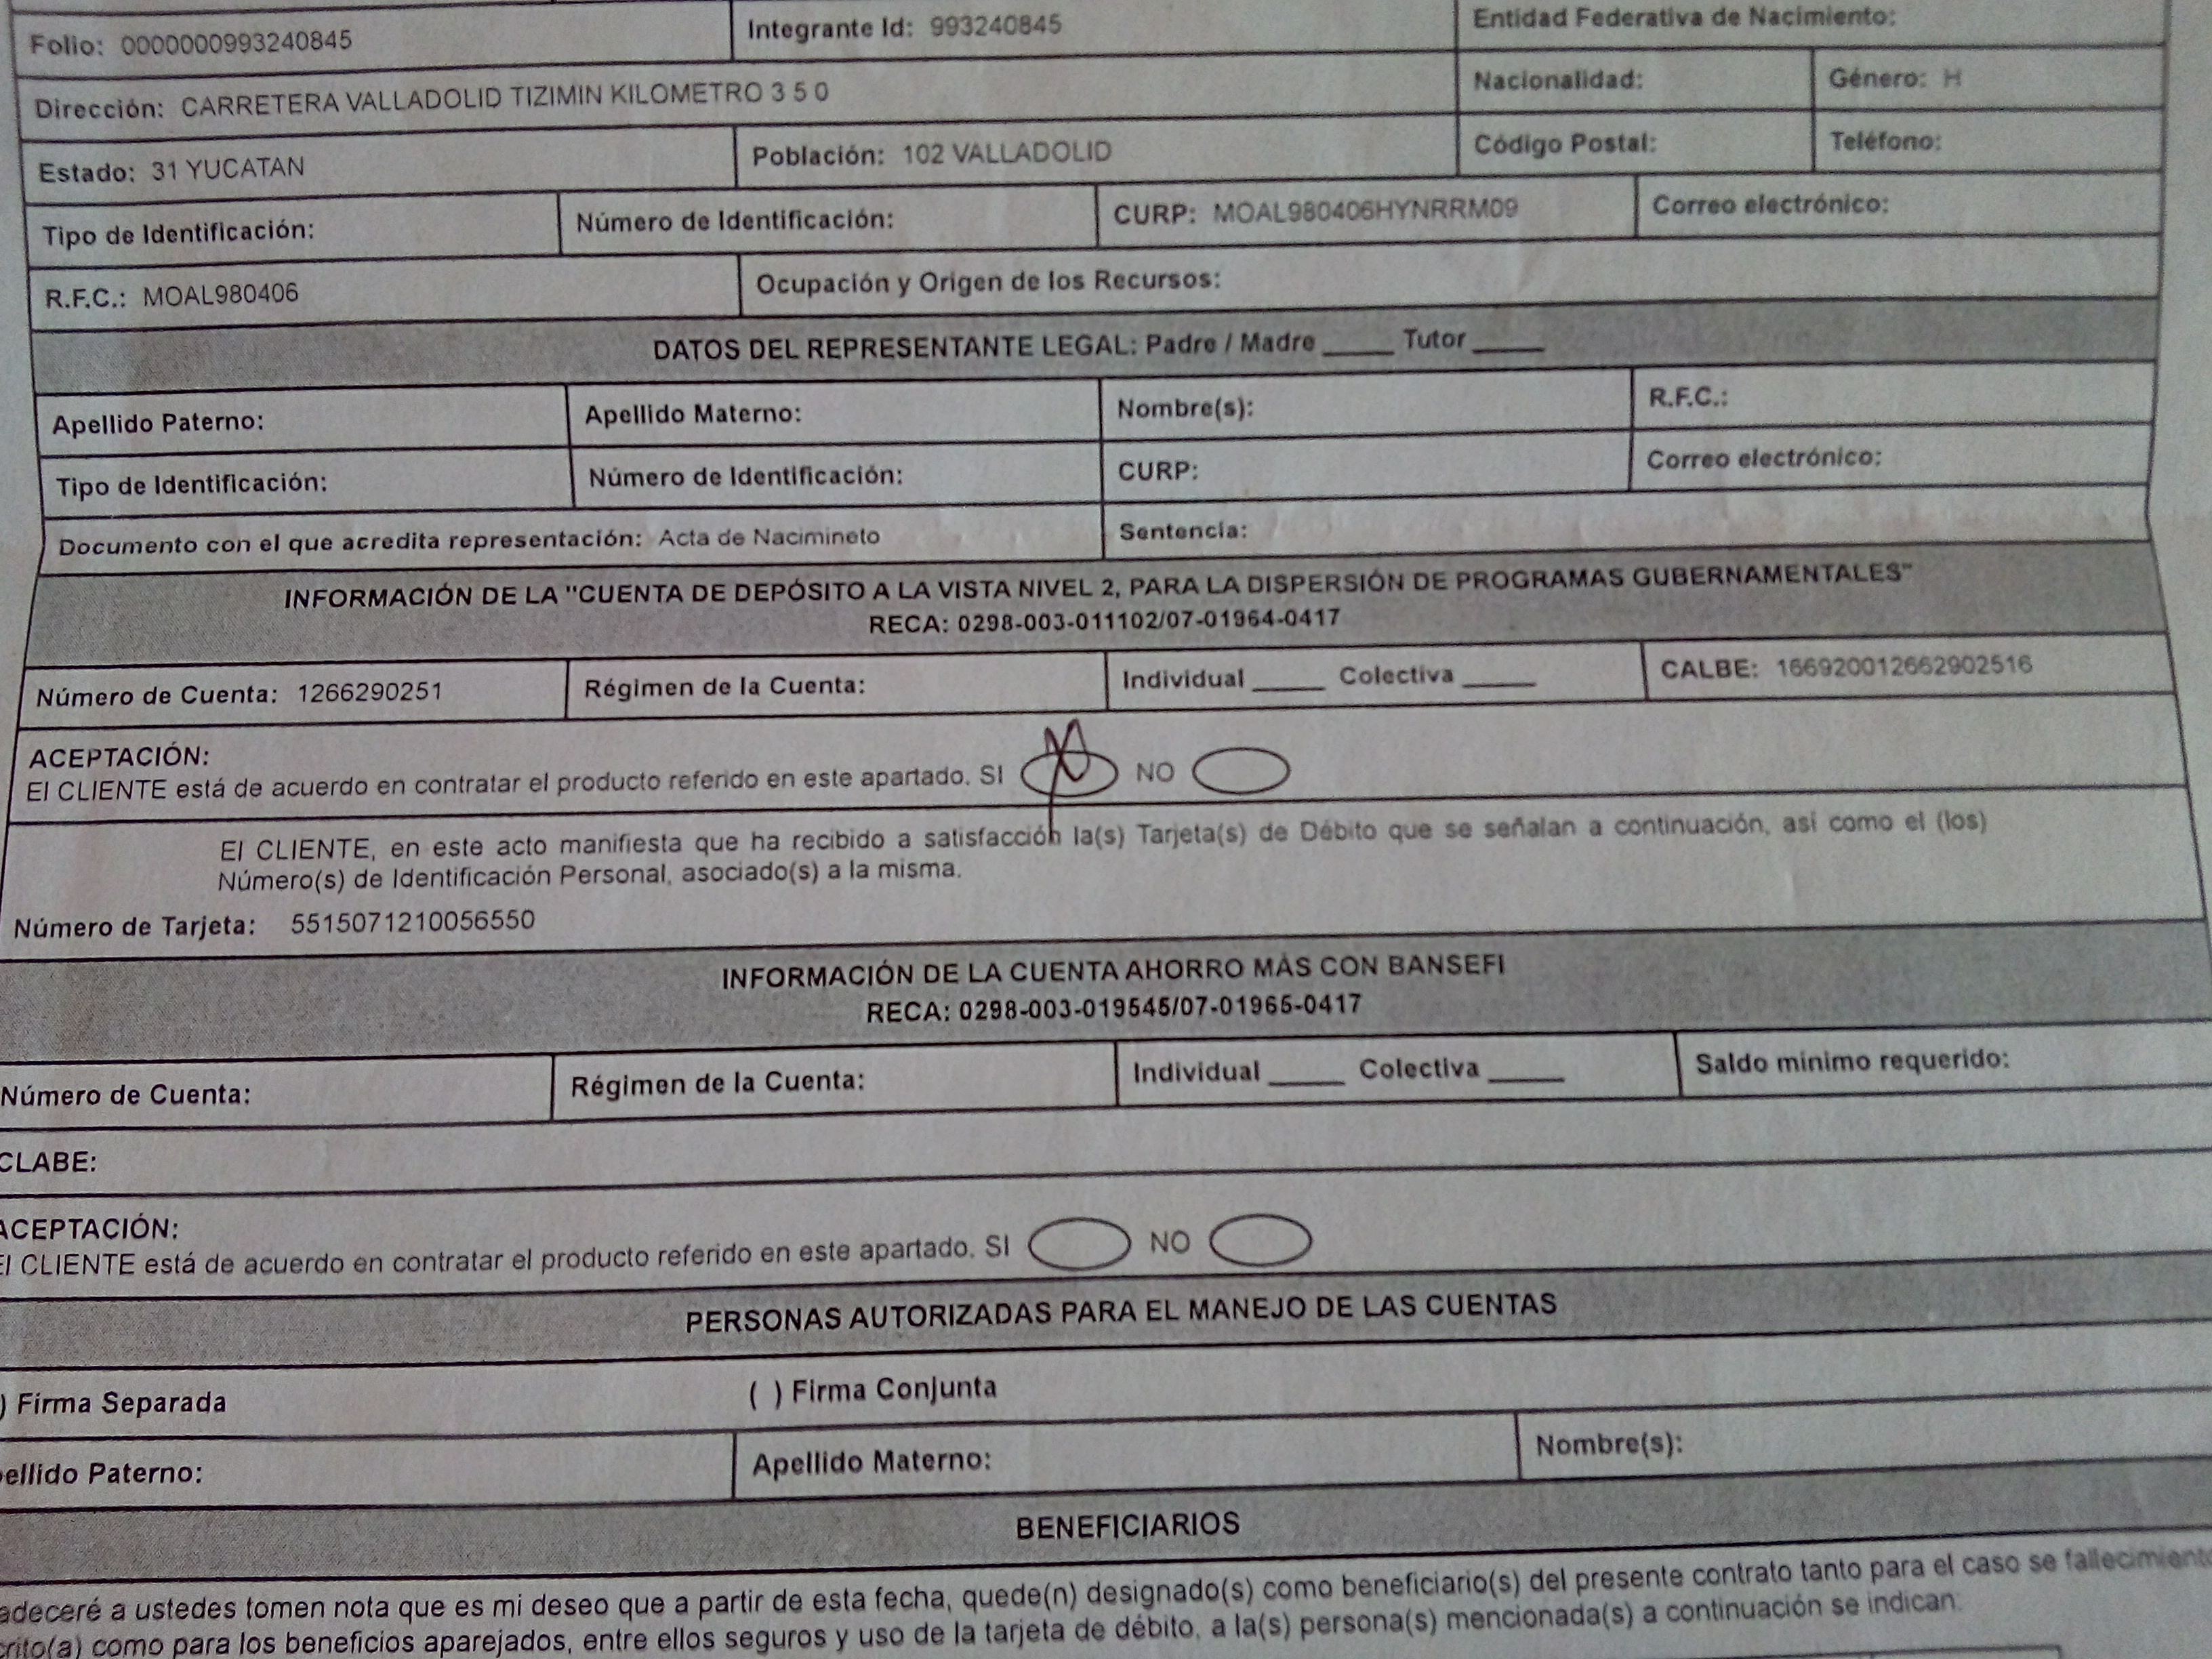 Folio: 0000000993240845 Integrante Id: 993240845 Entidad Federativa de Nacimiento:
Dirección: CARRETERA VALLADOLID TIZIMIN KILOMETRO 3 5 0 Nacionalidad: Género: H
Estado: 31 YUCATAN Población: 102 VALLADOLID Código Postal: Teléfono:
Tipo de Identificación: Número de Identificación: CURP: MOAL980406HYNRRM09 Correo electrónico:
R.F.C.: MOAL980406 Ocupación y Origen de los Recursos:
DATOS DEL REPRESENTANTE LEGAL: Padre / Madre _____ Tutor _____
Apellido Paterno: Apellido Materno: Nombre(s): R.F.C.:
Tipo de Identificación: Número de Identificación: CURP: Correo electrónico:
Documento con el que acredita representación: Acta de Nacimineto Sentencia:
INFORMACIÓN DE LA "CUENTA DE DEPÓSITO A LA VISTA NIVEL 2, PARA LA DISPERSIÓN DE PROGRAMAS GUBERNAMENTALES"
RECA: 0298-003-011102/07-01964-0417
Número de Cuenta: 1266290251 Régimen de la Cuenta: Individual _____ Colectiva _____ CALBE: 166920012662902516
ACEPTACIÓN:
El CLIENTE está de acuerdo en contratar el producto referido en este apartado. SI NO
El CLIENTE, en este acto manifiesta que ha recibido a satisfacción la(s) Tarjeta(s) de Débito que se señalan a continuación, así como el (los)
Número(s) de Identificación Personal, asociado(s) a la misma.
Número de Tarjeta: 5515071210056550
INFORMACIÓN DE LA CUENTA AHORRO MÁS CON BANSEFI
RECA: 0298-003-019545/07-01965-0417
Número de Cuenta: Régimen de la Cuenta: Individual _____ Colectiva _____ Saldo mínimo requerido:
CLABE:
ACEPTACIÓN:
El CLIENTE está de acuerdo en contratar el producto referido en este apartado. SI NO
PERSONAS AUTORIZADAS PARA EL MANEJO DE LAS CUENTAS
) Firma Separada ( ) Firma Conjunta
ellido Paterno: Apellido Materno: Nombre(s):
BENEFICIARIOS
adeceré a ustedes tomen nota que es mi deseo que a partir de esta fecha, quede(n) designado(s) como beneficiario(s) del presente contrato tanto para el caso se fallecimient
crito(a) como para los beneficios aparejados, entre ellos seguros y uso de la tarjeta de débito, a la(s) persona(s) mencionada(s) a continuación se indican: